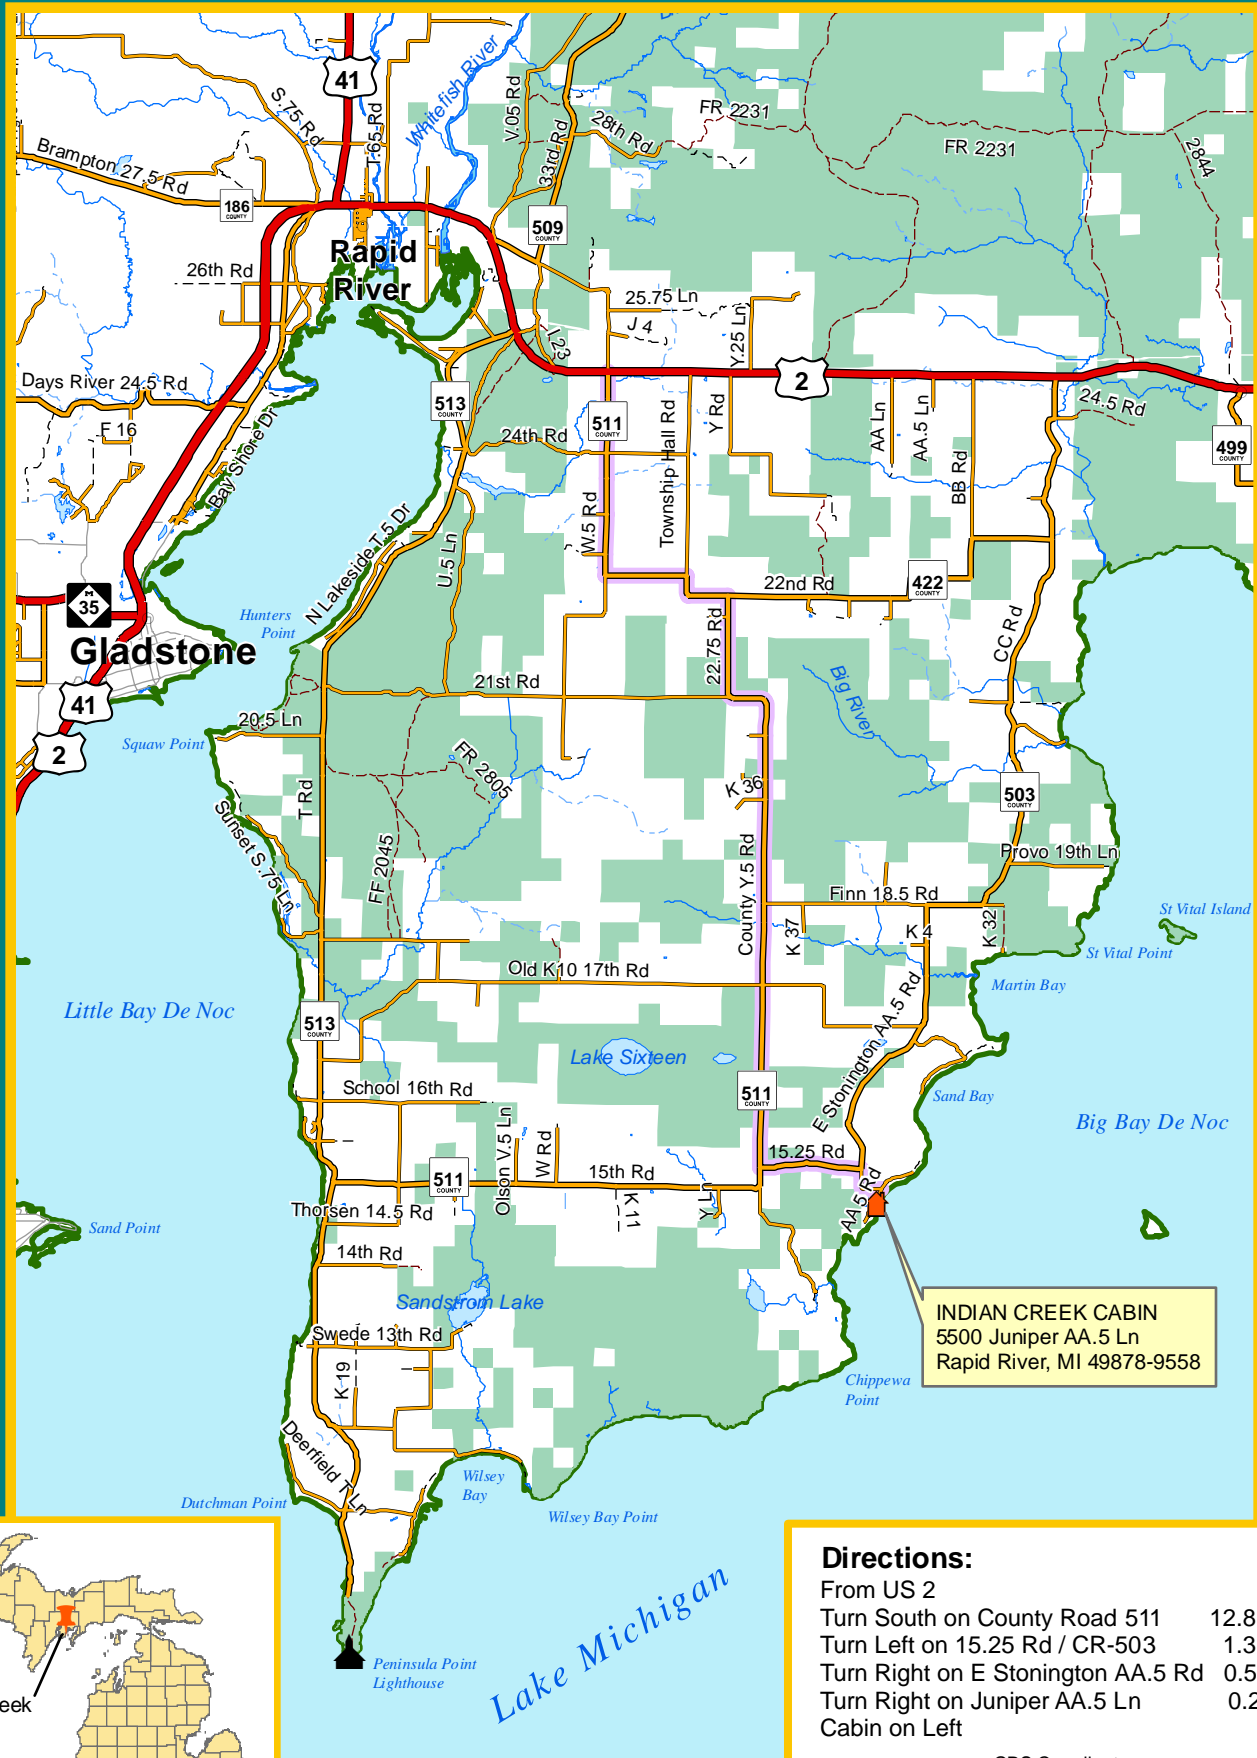 41
S.75 Rd
T.65 Rd
Whitefish River
V.05 Rd
33rd Rd
28th Rd
FR 2231
FR 2231
2844
Brampton 27.5 Rd
186
COUNTY
509
COUNTY
Rapid
River
26th Rd
25.75 Ln
J 4
Y.25 Ln
L23
2
Days River 24.5 Rd
F 16
Bay Shore Dr
513
COUNTY
24th Rd
511
COUNTY
Township Hall Rd
Y Rd
AA Ln
AA.5 Ln
BB Rd
24.5 Rd
499
COUNTY
W.5 Rd
N Lakeside T.5 Dr
U.5 Ln
22nd Rd
422
COUNTY
CC Rd
M
35
Gladstone
Hunters
Point
22.75 Rd
Big River
41
2
21st Rd
20.5 Ln
Squaw Point
FR 2805
T Rd
K 36
503
COUNTY
Sunset S.75 Ln
FF 2045
County Y.5 Rd
Provo 19th Ln
Finn 18.5 Rd
K 37
K 4
K 32
St Vital Island
St Vital Point
Old K10 17th Rd
Martin Bay
Little Bay De Noc
513
COUNTY
Lake Sixteen
E Stonington AA.5 Rd
School 16th Rd
511
COUNTY
Sand Bay
Big Bay De Noc
Olson V.5 Ln
W Rd
15.25 Rd
511
COUNTY
15th Rd
K 11
Y Ln
AA.5 Rd
Thorsen 14.5 Rd
Sand Point
14th Rd
Sandstrom Lake
INDIAN CREEK CABIN
5500 Juniper AA.5 Ln
Rapid River, MI 49878-9558
Swede 13th Rd
K 19
Chippewa
Point
Deerfield T Ln
Wilsey
Bay
Dutchman Point
Wilsey Bay Point
Lake Michigan
Peninsula Point
Lighthouse
eek
Directions:
From US 2
Turn South on County Road 511 12.8
Turn Left on 15.25 Rd / CR-503 1.3
Turn Right on E Stonington AA.5 Rd 0.5
Turn Right on Juniper AA.5 Ln 0.2
Cabin on Left